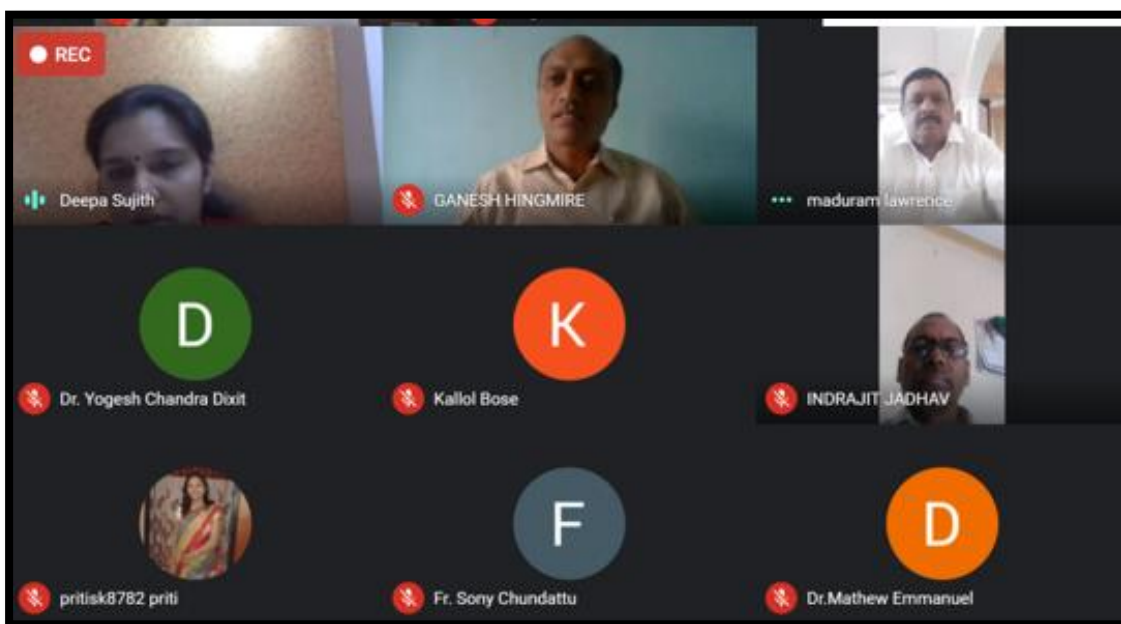 REC
Deepa Sujith
GANESH HINGMIRE
maduram lawrence
D
K
Dr. Yogesh Chandra Dixit
Kallol Bose
INDRAJIT JADHAV
F
D
pritisk8782 priti
Fr. Sony Chundattu
Dr.Mathew Emmanuel